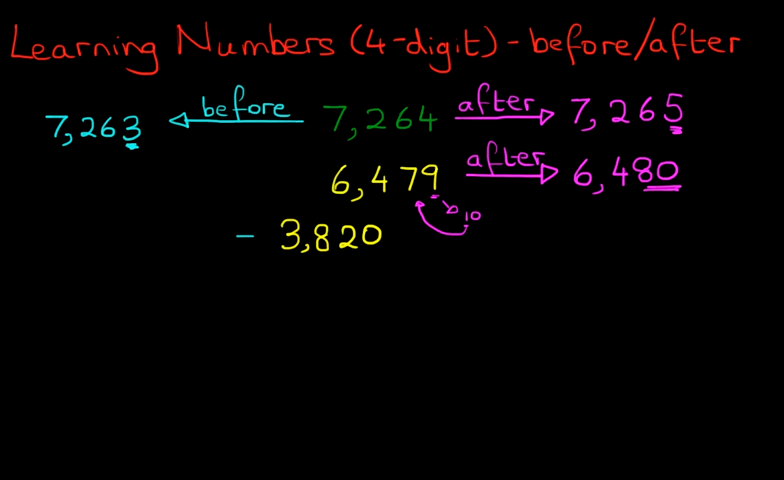 Learning Numbers (4-digit) - before/after
7,263 before 7,264 after 7,265
6,479 after 6,480
10
- 3,820